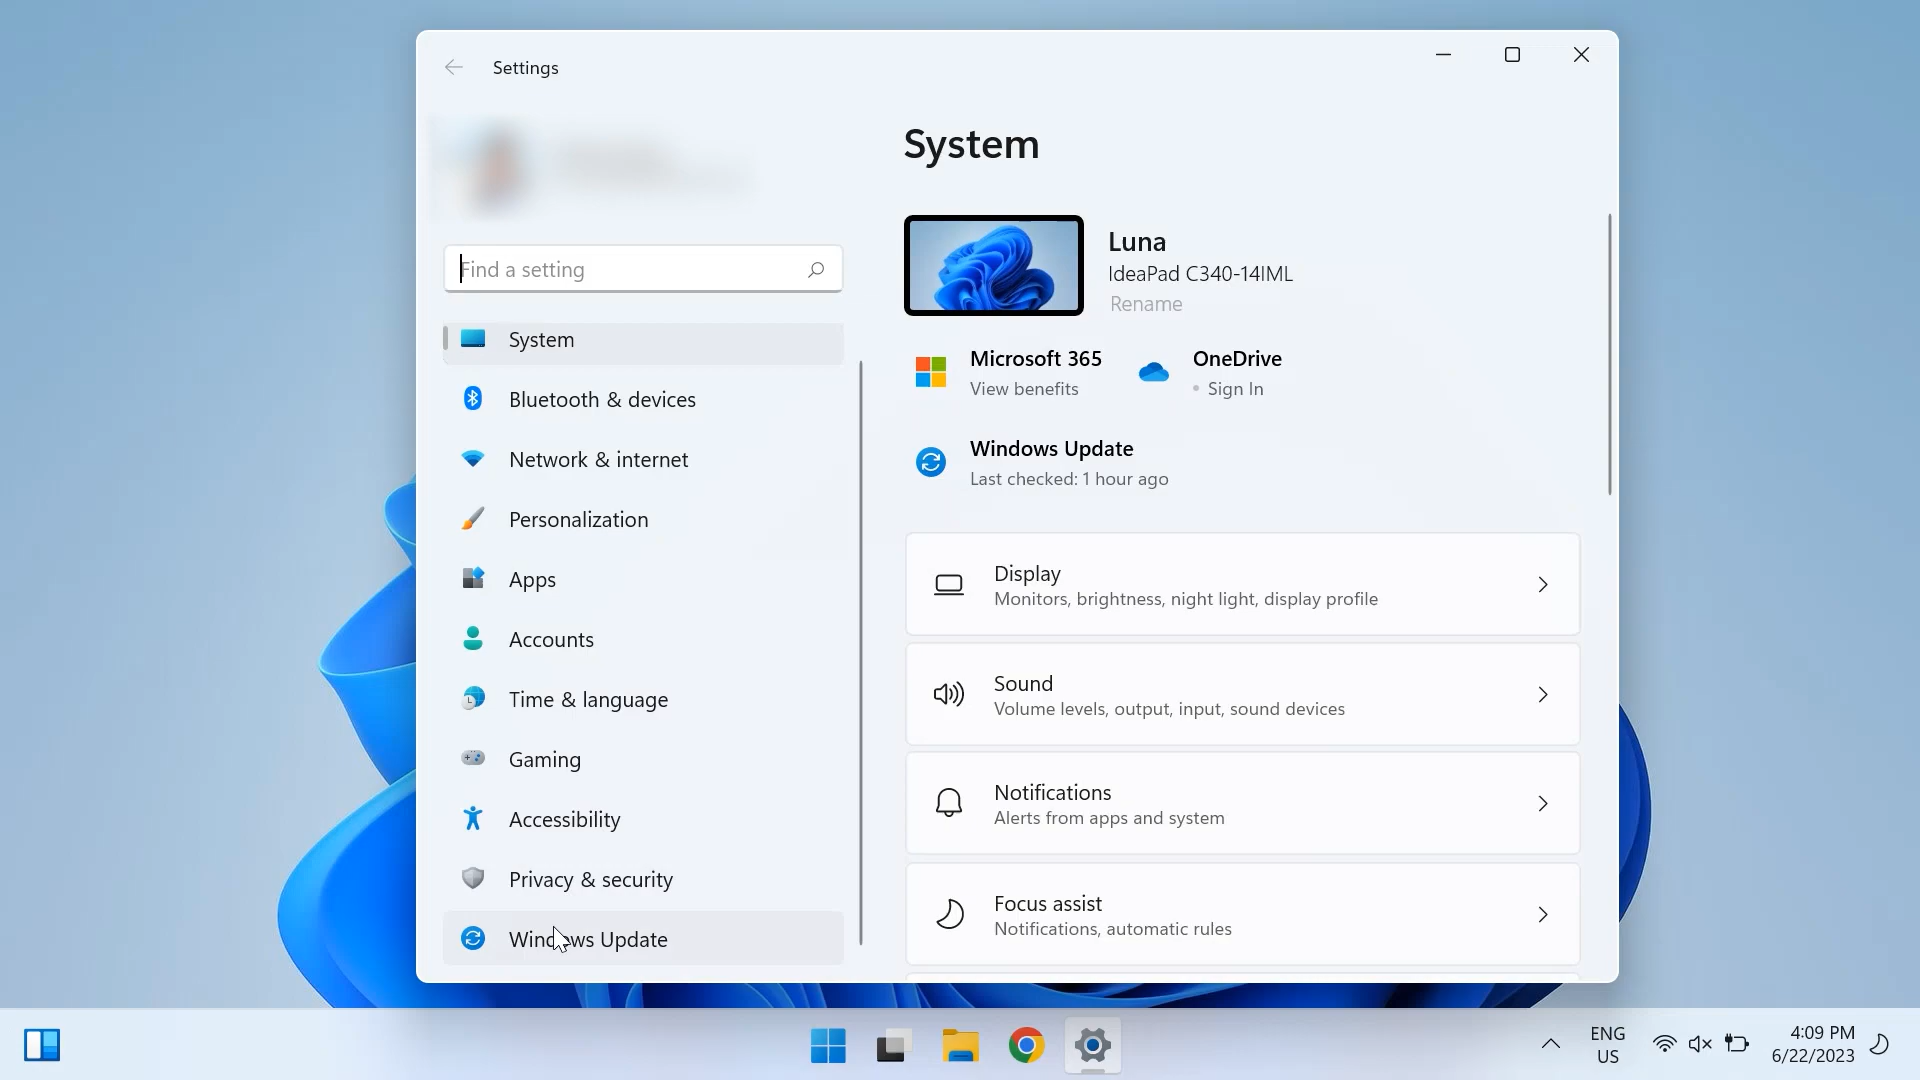 Settings
Find a setting
System
Bluetooth & devices
Network & internet
Personalization
Apps
Accounts
Time & language
Gaming
Accessibility
Privacy & security
Windows Update
System
Luna
IdeaPad C340-14IML
Rename
Microsoft 365
View benefits
OneDrive
• Sign In
Windows Update
Last checked: 1 hour ago
Display
Monitors, brightness, night light, display profile
Sound
Volume levels, output, input, sound devices
Notifications
Alerts from apps and system
Focus assist
Notifications, automatic rules
ENG
US
4:09 PM
6/22/2023